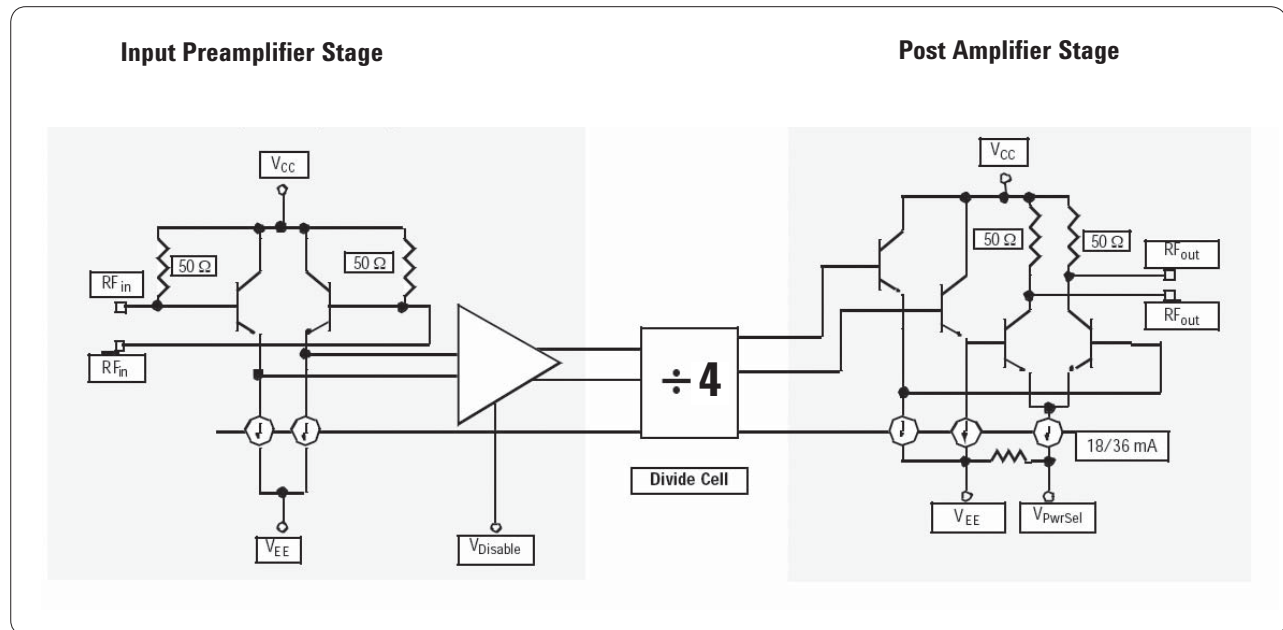 Input Preamplifier Stage
Post Amplifier Stage
VCC
50 Ω
50 Ω
RFin
RFin
VEE
VDisable
÷4
Divide Cell
VCC
50 Ω
50 Ω
RFout
RFout
18/36 mA
VEE
VPwrSel